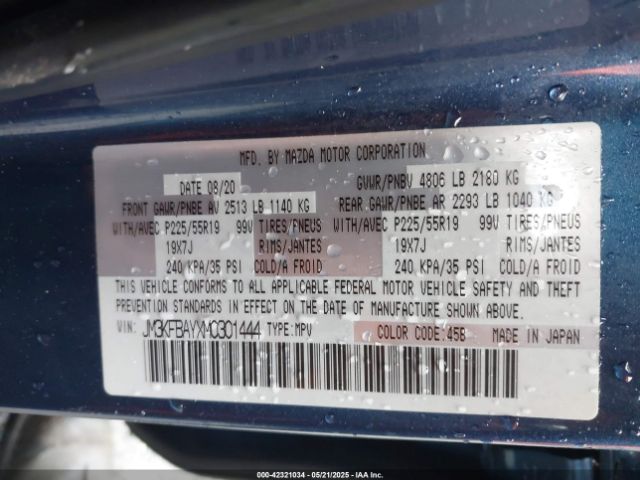 MFD. BY MAZDA MOTOR CORPORATION
DATE 08/20 GVWR/PNBV 4806 LB 2180 KG
FRONT GAWR/PNBE AV 2513 LB 1140 KG REAR GAWR/PNBE AR 2293 LB 1040 KG
WITH/AVEC P225/55R19 99V TIRES/PNEUS WITH/AVEC P225/55R19 99V TIRES/PNEUS
19X7J RIMS/JANTES 19X7J RIMS/JANTES
240 KPA/35 PSI COLD/A FROID 240 KPA/35 PSI COLD/A FROID
THIS VEHICLE CONFORMS TO ALL APPLICABLE FEDERAL MOTOR VEHICLE SAFETY AND THEFT
PREVENTION STANDARDS IN EFFECT ON THE DATE OF MANUFACTURE SHOWN ABOVE.
VIN: JM3KFBAYXM0301444 TYPE:MPV COLOR CODE:45B MADE IN JAPAN
000-42321034 - 05/21/2025 - IAA Inc.